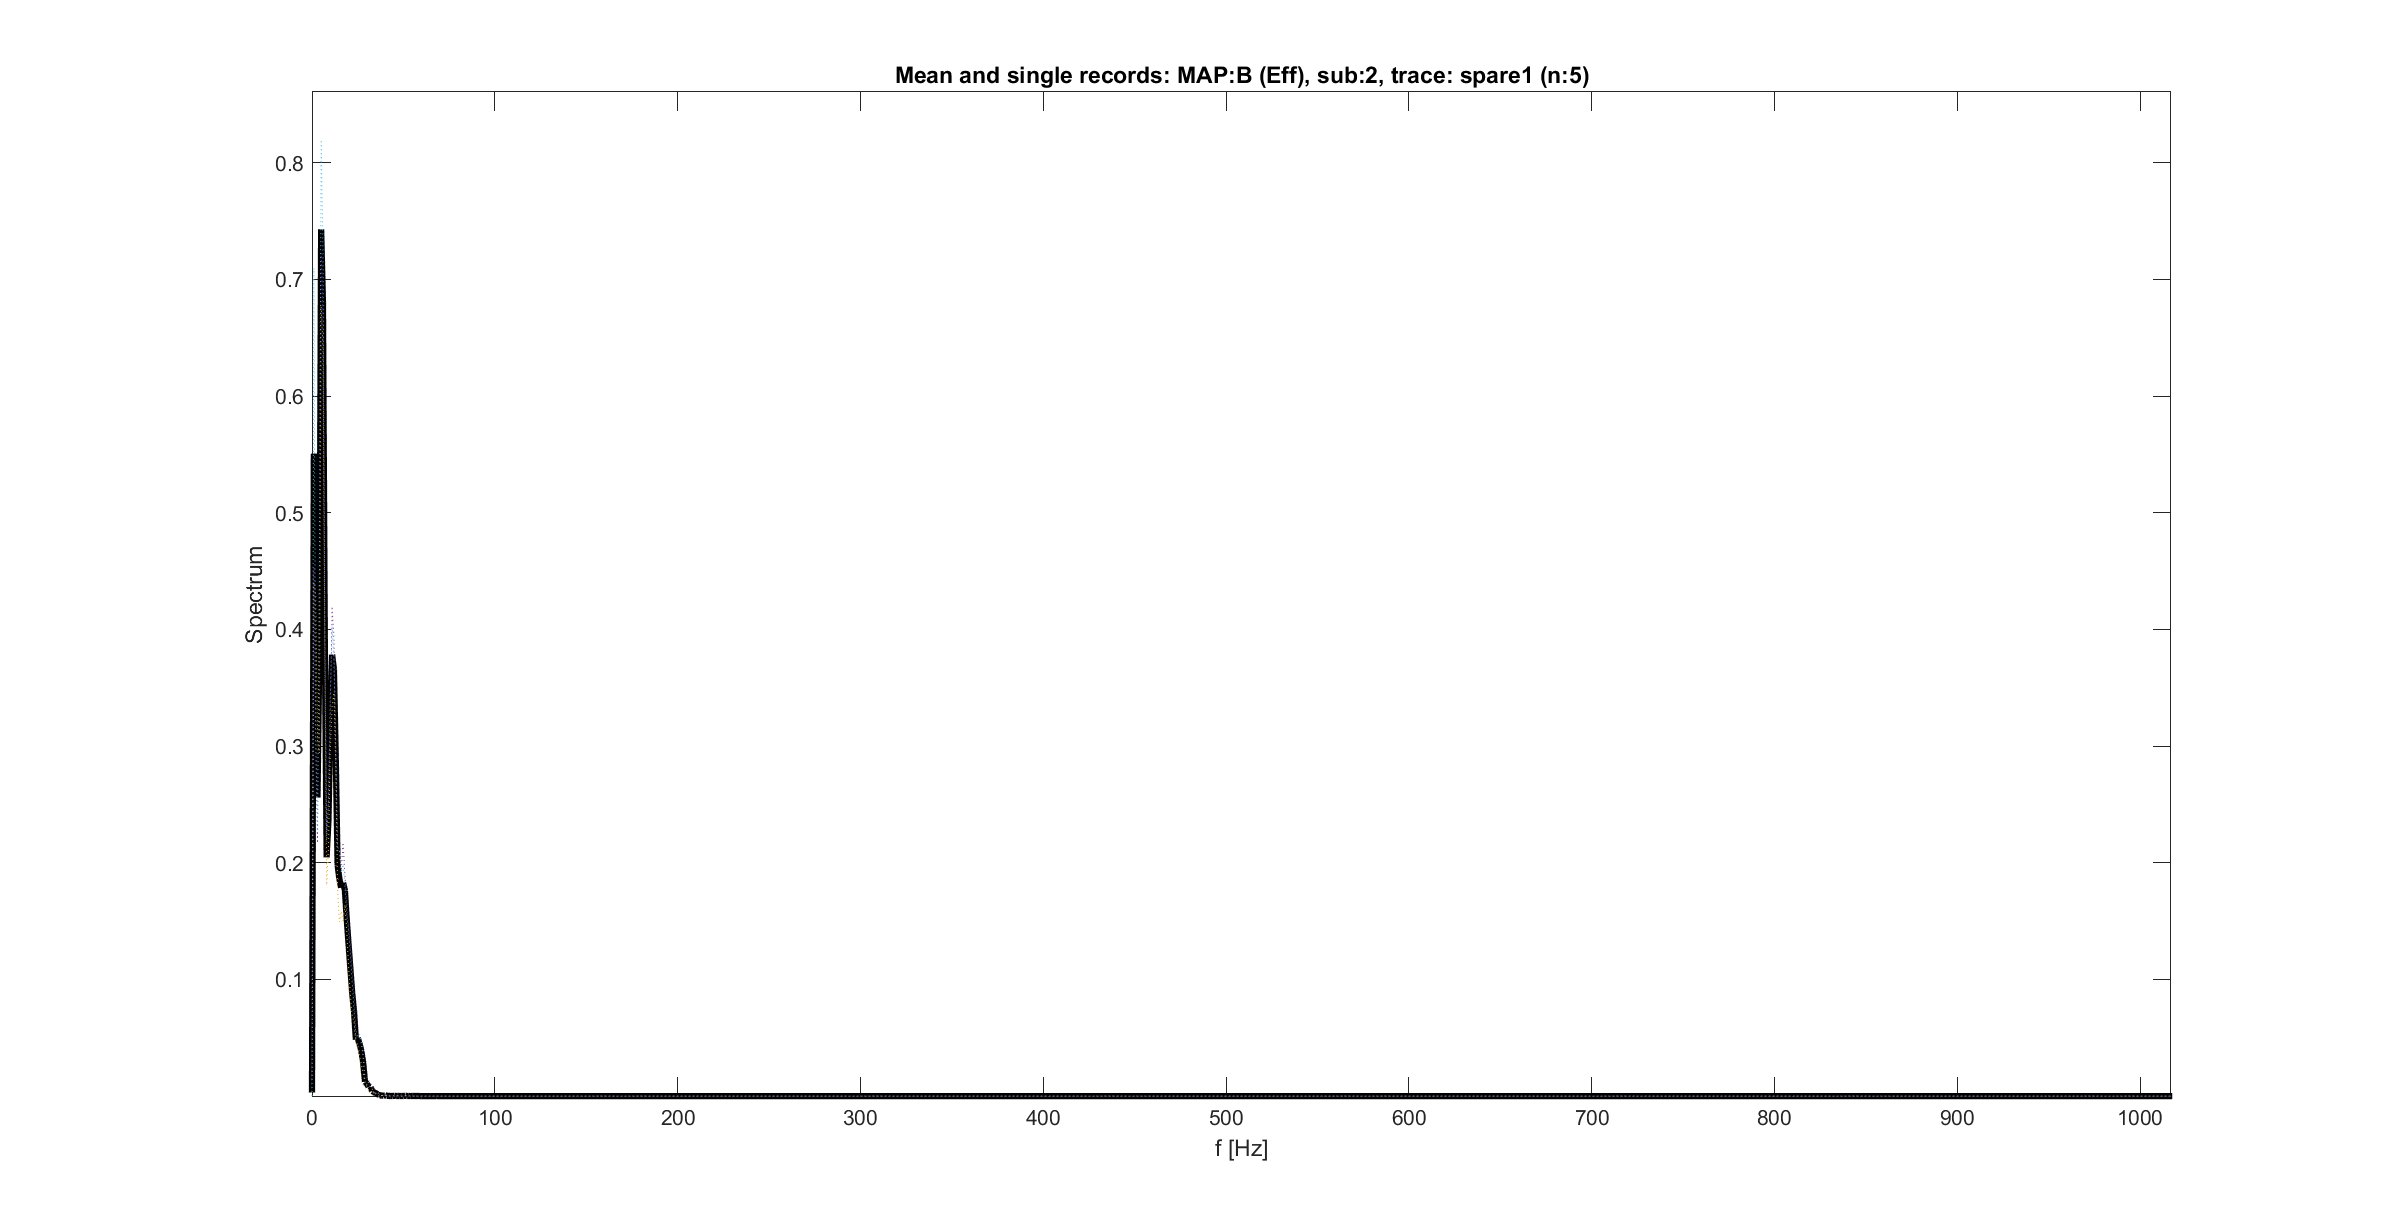 Mean and single records: MAP:B (Eff), sub:2, trace: spare1 (n:5)
0.8
0.7
0.6
0.5
0.4
0.3
0.2
0.1
Spectrum
0 100 200 300 400 500 600 700 800 900 1000
f [Hz]